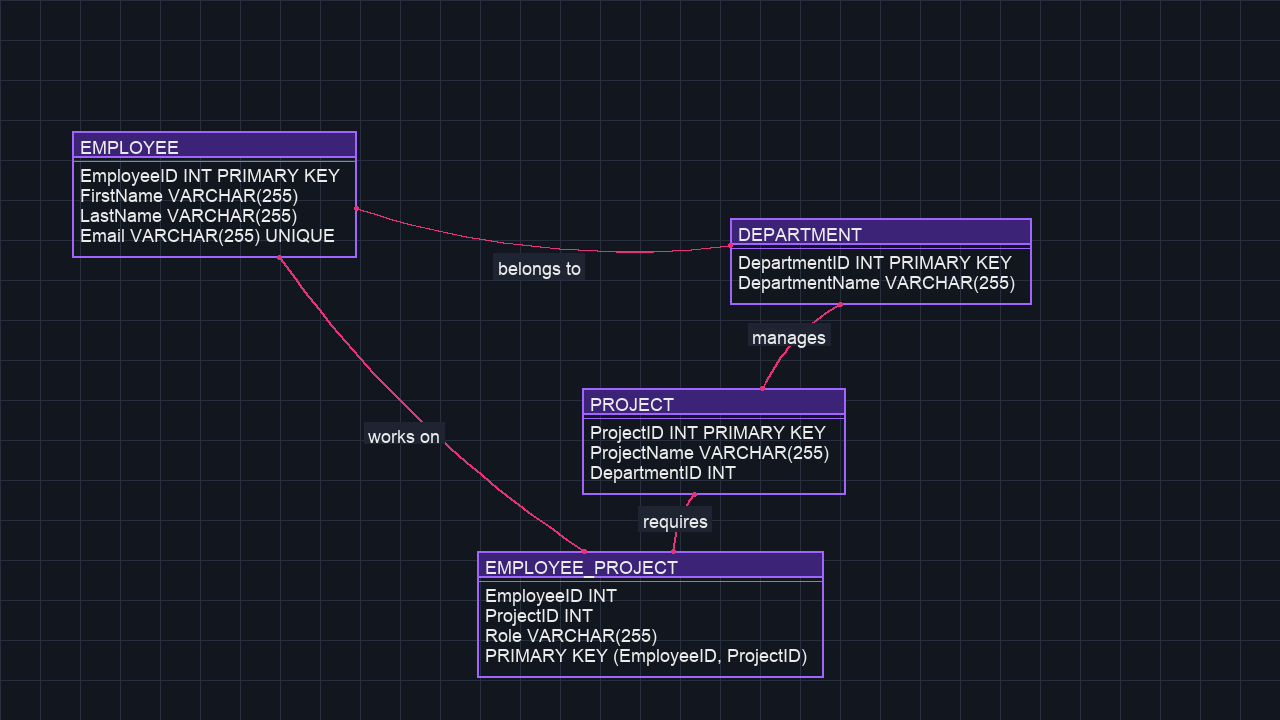 EMPLOYEE
EmployeeID INT PRIMARY KEY
FirstName VARCHAR(255)
LastName VARCHAR(255)
Email VARCHAR(255) UNIQUE
belongs to
DEPARTMENT
DepartmentID INT PRIMARY KEY
DepartmentName VARCHAR(255)
manages
PROJECT
ProjectID INT PRIMARY KEY
ProjectName VARCHAR(255)
DepartmentID INT
works on
requires
EMPLOYEE_PROJECT
EmployeeID INT
ProjectID INT
Role VARCHAR(255)
PRIMARY KEY (EmployeeID, ProjectID)